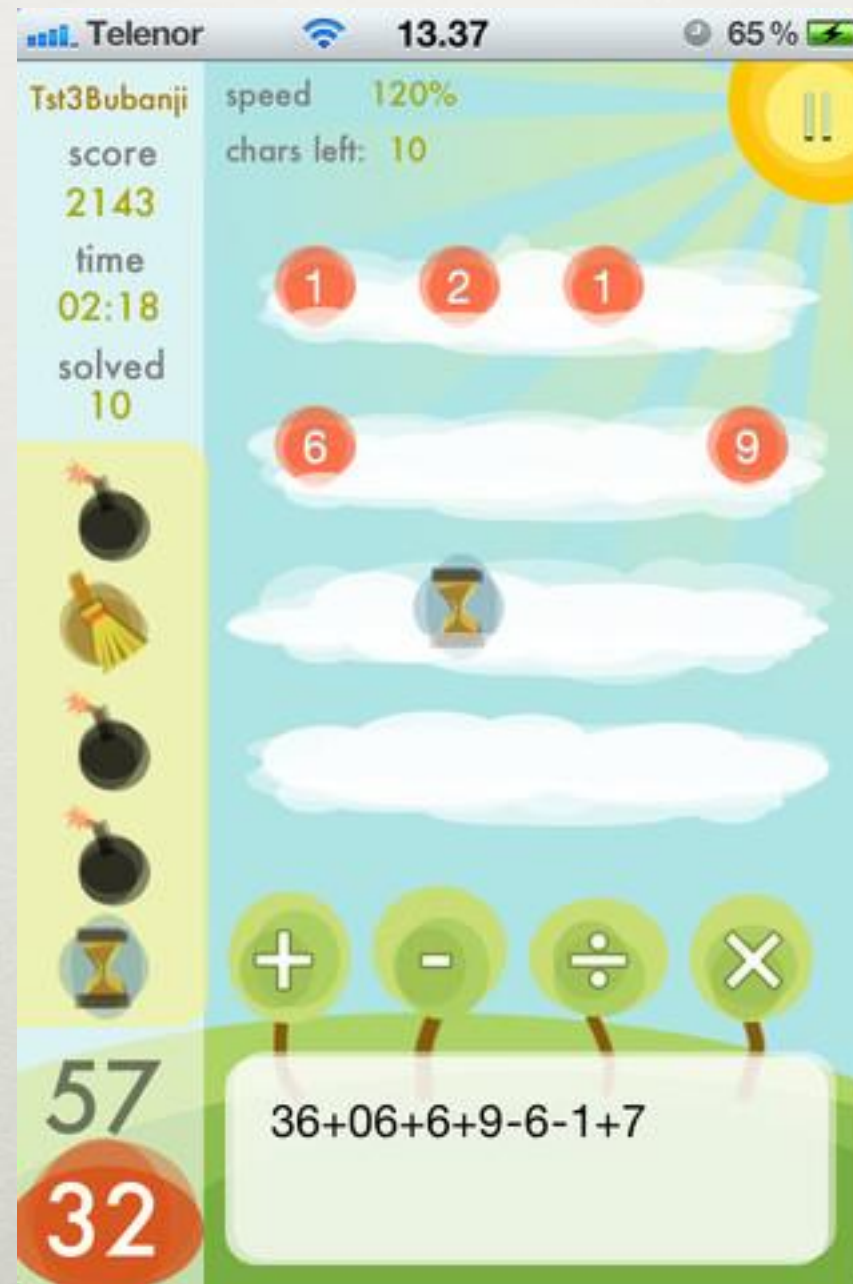 Telenor 13.37 65%
Tst3Bubanji
speed 120%
score
chars left: 10
2143
time
02:18
solved
10
1 2 1
6 9
+ - ÷ ×
57
36+06+6+9-6-1+7
32